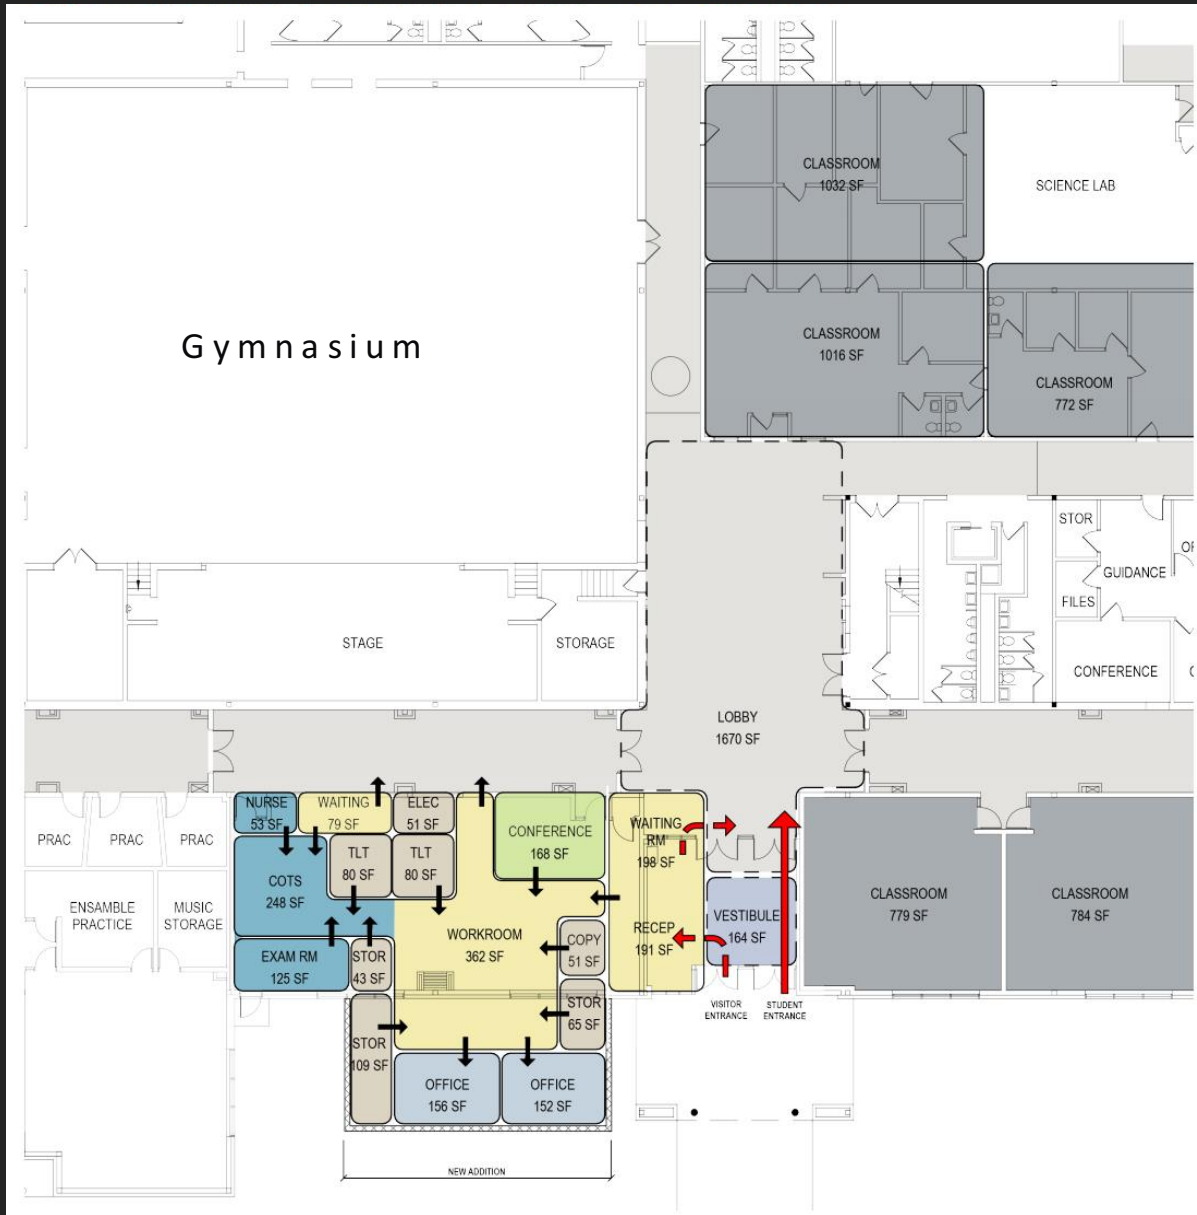 CLASSROOM
1032 SF
SCIENCE LAB
Gymnasium
CLASSROOM
1016 SF
CLASSROOM
772 SF
STOR
GUIDANCE
FILES
STAGE
STORAGE
CONFERENCE
LOBBY
1670 SF
NURSE
53 SF
WAITING
79 SF
ELEC
51 SF
CONFERENCE
168 SF
WAITING
RM
198 SF
PRAC
PRAC
PRAC
TLT
80 SF
TLT
80 SF
COTS
248 SF
CLASSROOM
779 SF
CLASSROOM
784 SF
ENSAMBLE
PRACTICE
MUSIC
STORAGE
WORKROOM
362 SF
RECEP
191 SF
VESTIBULE
164 SF
EXAM RM
125 SF
STOR
43 SF
COPY
51 SF
STOR
65 SF
VISITOR
ENTRANCE
STUDENT
ENTRANCE
STOR
109 SF
OFFICE
156 SF
OFFICE
152 SF
NEW ADDITION